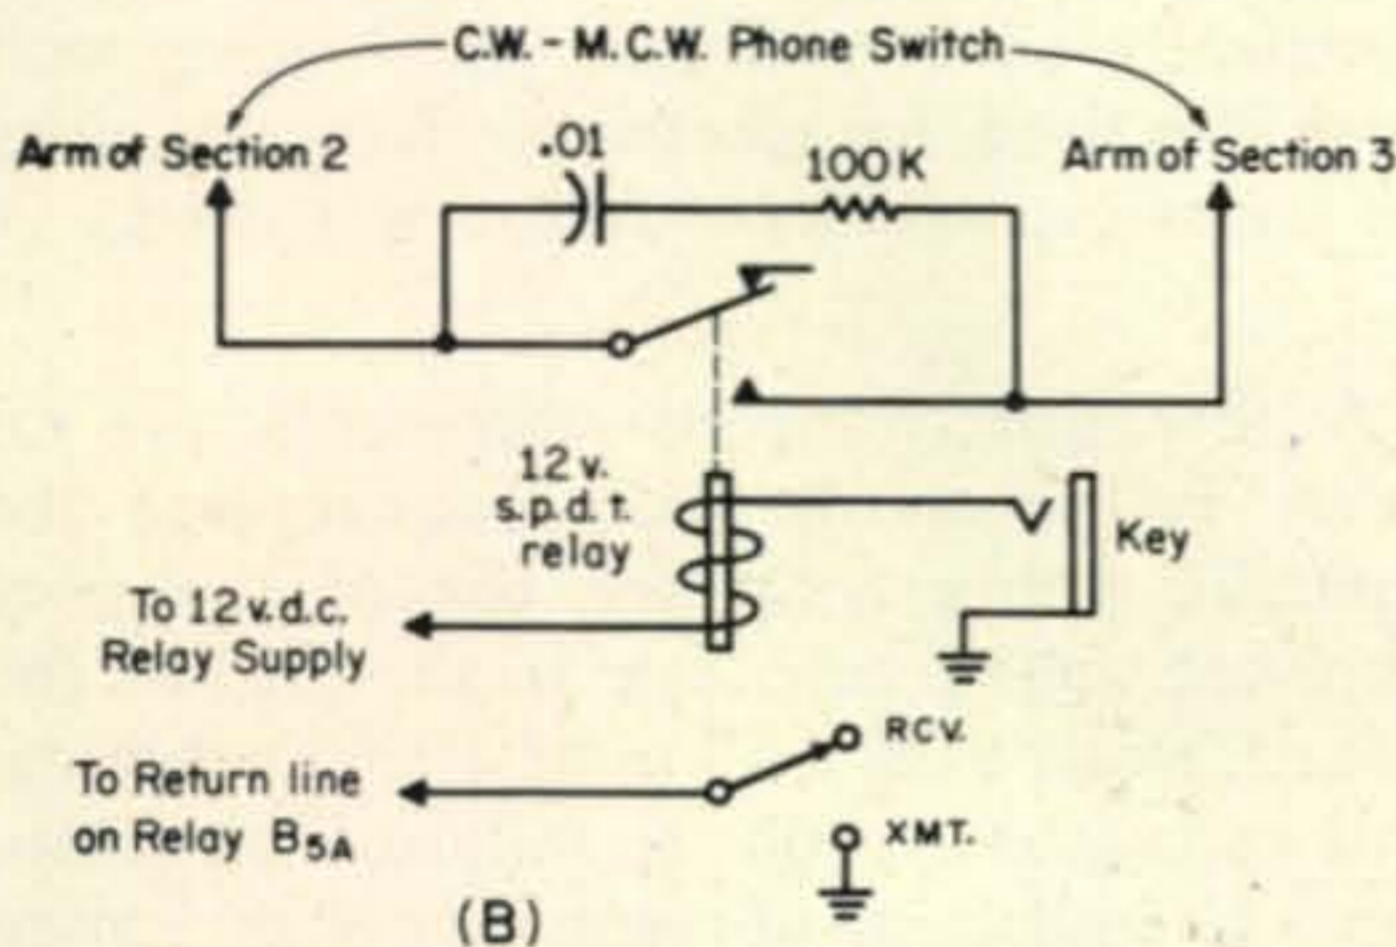 C.W. - M.C.W. Phone Switch
Arm of Section 2
.01
100 K
Arm of Section 3
12 v.
s.p.d.t.
relay
Key
To 12 v.d.c.
Relay Supply
RCV.
To Return line
on Relay B5A
XMT.
(B)